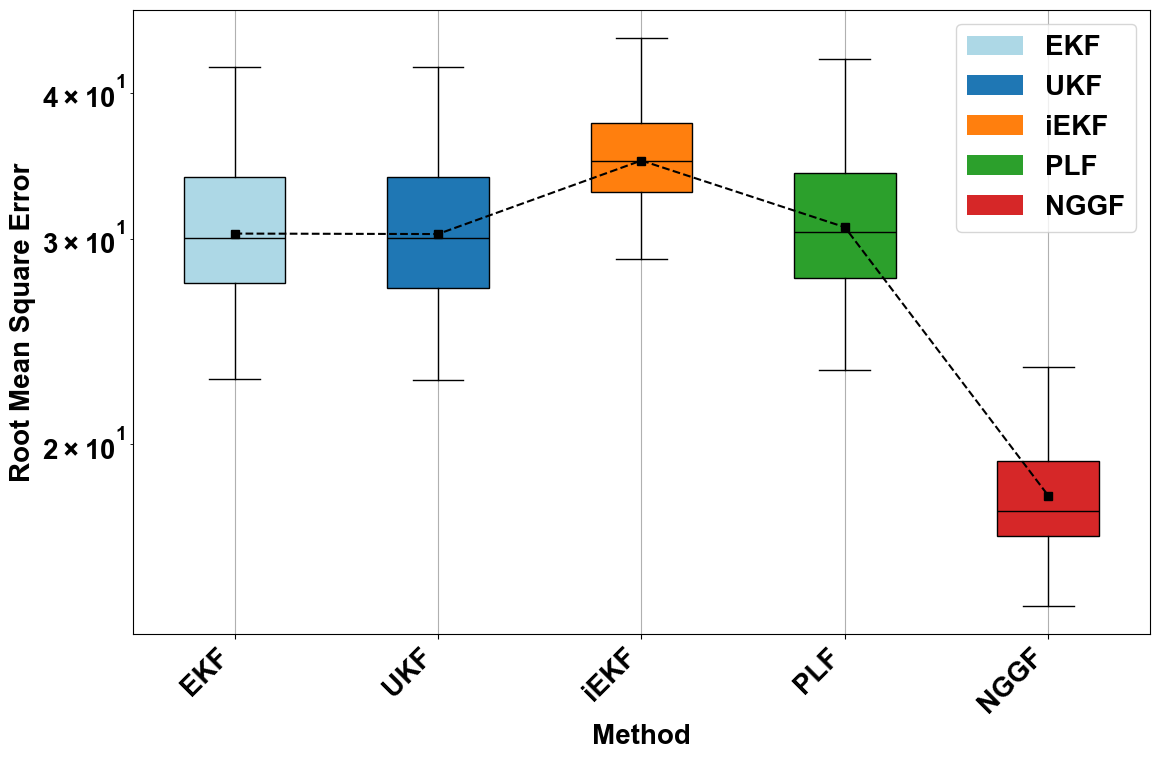 Root Mean Square Error
4 × 10¹
3 × 10¹
2 × 10¹
EKF
UKF
iEKF
PLF
NGGF
EKF
UKF
iEKF
PLF
NGGF
Method